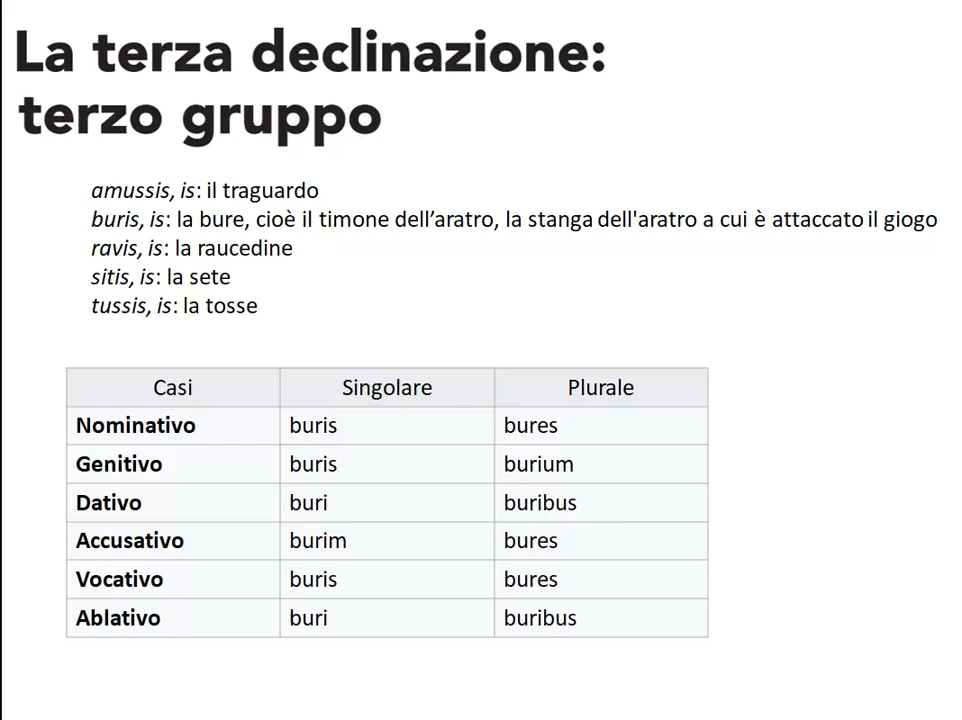 La terza declinazione:
terzo gruppo
amussis, is: il traguardo
buris, is: la bure, cioè il timone dell’aratro, la stanga dell'aratro a cui è attaccato il giogo
ravis, is: la raucedine
sitis, is: la sete
tussis, is: la tosse
Casi Singolare Plurale
Nominativo buris bures
Genitivo buris burium
Dativo buri buribus
Accusativo burim bures
Vocativo buris bures
Ablativo buri buribus